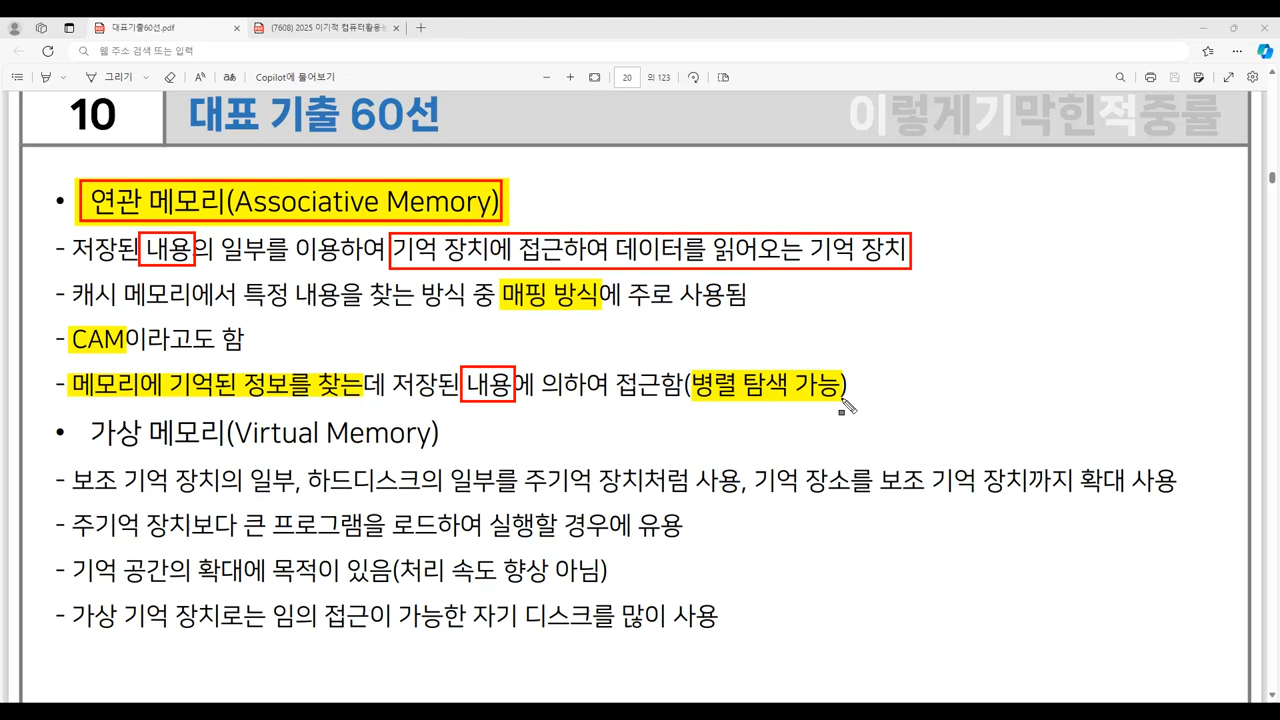 대표기출60선.pdf
(7608) 2025 이기적 컴퓨터활용능
웹 주소 검색 또는 입력
그리기
Copilot에 물어보기
20 의 123
10 대표 기출 60선 이렇게기막힌적중률
• 연관 메모리(Associative Memory)
- 저장된 내용의 일부를 이용하여 기억 장치에 접근하여 데이터를 읽어오는 기억 장치
- 캐시 메모리에서 특정 내용을 찾는 방식 중 매핑 방식에 주로 사용됨
- CAM이라고도 함
- 메모리에 기억된 정보를 찾는데 저장된 내용에 의하여 접근함(병렬 탐색 가능)
• 가상 메모리(Virtual Memory)
- 보조 기억 장치의 일부, 하드디스크의 일부를 주기억 장치처럼 사용, 기억 장소를 보조 기억 장치까지 확대 사용
- 주기억 장치보다 큰 프로그램을 로드하여 실행할 경우에 유용
- 기억 공간의 확대에 목적이 있음(처리 속도 향상 아님)
- 가상 기억 장치로는 임의 접근이 가능한 자기 디스크를 많이 사용